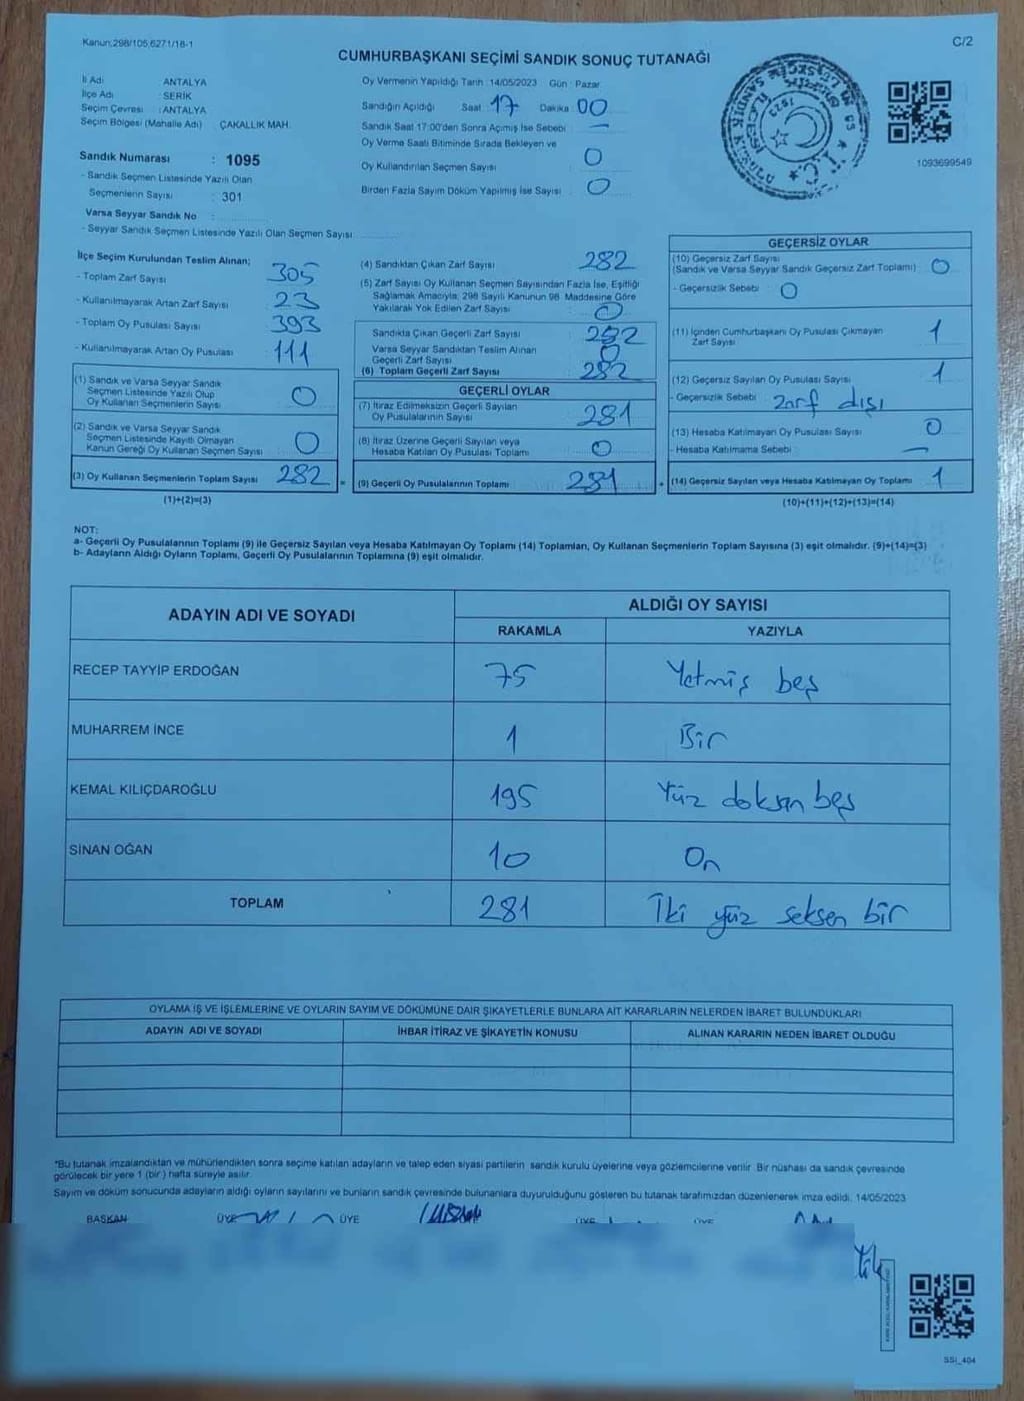 Kanun:298/105,6271/18-1
C/2
CUMHURBAŞKANI SEÇİMİ SANDIK SONUÇ TUTANAĞI
İli Adı : ANTALYA
İlçe Adı : SERİK
Seçim Çevresi : ANTALYA
Seçim Bölgesi (Mahalle Adı) : ÇAKALLIK MAH.
Sandık Numarası : 1095
- Sandık Seçmen Listesinde Yazılı Olan
Seçmenlerin Sayısı : 301
Varsa Seyyar Sandık No :
- Seyyar Sandık Seçmen Listesinde Yazılı Olan Seçmen Sayısı:
Oy Vermenin Yapıldığı Tarih :14/05/2023 Gün : Pazar
Sandığın Açıldığı Saat 17 Dakika 00
Sandık Saat 17:00'den Sonra Açımış İse Sebebi : —
Oy Verme Saati Bitiminde Sırada Bekleyen ve
Oy Kullandırılan Seçmen Sayısı : 0
Birden Fazla Sayım Döküm Yapılmış İse Sayısı : 0
T.C.
1923
1093699549
İlçe Seçim Kurulundan Teslim Alınan;
- Toplam Zarf Sayısı : 305
- Kullanılmayarak Artan Zarf Sayısı : 23
- Toplam Oy Pusulası Sayısı : 393
- Kullanılmayarak Artan Oy Pusulası : 111
(1) Sandık ve Varsa Seyyar Sandık
Seçmen Listesinde Yazılı Olup
Oy Kullanan Seçmenlerin Sayısı : 0
(2) Sandık ve Varsa Seyyar Sandık
Seçmen Listesinde Kayıtlı Olmayan
Kanun Gereği Oy Kullanan Seçmen Sayısı : 0
(3) Oy Kullanan Seçmenlerin Toplam Sayısı : 282
(1)+(2)=(3)
(4) Sandıktan Çıkan Zarf Sayısı : 282
(5) Zarf Sayısı Oy Kullanan Seçmen Sayısından Fazla İse, Eşitliği
Sağlamak Amacıyla; 298 Sayılı Kanunun 98. Maddesine Göre
Yakılarak Yok Edilen Zarf Sayısı : 0
Sandıkta Çıkan Geçerli Zarf Sayısı : 282
Varsa Seyyar Sandıktan Teslim Alınan
Geçerli Zarf Sayısı : 0
(6) Toplam Geçerli Zarf Sayısı : 282
GEÇERLİ OYLAR
(7) İtiraz Edilmeksizin Geçerli Sayılan
Oy Pusulalarının Sayısı : 281
(8) İtiraz Üzerine Geçerli Sayılan veya
Hesaba Katılan Oy Pusulası Toplamı : 0
= (9) Geçerli Oy Pusulalarının Toplamı : 281
GEÇERSİZ OYLAR
(10) Geçersiz Zarf Sayısı
(Sandık ve Varsa Seyyar Sandık Geçersiz Zarf Toplamı) : 0
- Geçersizlik Sebebi : 0
(11) İçinden Cumhurbaşkanı Oy Pusulası Çıkmayan
Zarf Sayısı : 1
(12) Geçersiz Sayılan Oy Pusulası Sayısı : 1
- Geçersizlik Sebebi : zarf dışı
(13) Hesaba Katılmayan Oy Pusulası Sayısı : 0
- Hesaba Katılmama Sebebi : —
+ (14) Geçersiz Sayılan veya Hesaba Katılmayan Oy Toplamı : 1
(10)+(11)+(12)+(13)=(14)
NOT:
a- Geçerli Oy Pusulalarının Toplamı (9) ile Geçersiz Sayılan veya Hesaba Katılmayan Oy Toplamı (14) Toplamları, Oy Kullanan Seçmenlerin Toplam Sayısına (3) eşit olmalıdır. (9)+(14)=(3)
b- Adayların Aldığı Oyların Toplamı, Geçerli Oy Pusulalarının Toplamına (9) eşit olmalıdır.
ADAYIN ADI VE SOYADI
ALDIĞI OY SAYISI
RAKAMLA YAZIYLA
RECEP TAYYİP ERDOĞAN 75 Yetmiş beş
MUHARREM İNCE 1 Bir
KEMAL KILIÇDAROĞLU 195 Yüz doksan beş
SİNAN OĞAN 10 On
TOPLAM 281 İki yüz seksen bir
OYLAMA İŞ VE İŞLEMLERİNE VE OYLARIN SAYIM VE DÖKÜMÜNE DAİR ŞİKAYETLERLE BUNLARA AİT KARARLARIN NELERDEN İBARET BULUNDUKLARI
ADAYIN ADI VE SOYADI İHBAR İTİRAZ VE ŞİKAYETİN KONUSU ALINAN KARARIN NEDEN İBARET OLDUĞU
*Bu tutanak imzalandıktan ve mühürlendikten sonra seçime katılan adayların ve talep eden siyasi partilerin sandık kurulu üyelerine veya gözlemcilerine verilir. Bir nüshası da sandık çevresinde
görülecek bir yere 1 (bir ) hafta süreyle asılır.
Sayım ve döküm sonucunda adayların aldığı oyların sayılarını ve bunların sandık çevresinde bulunanlara duyurulduğunu gösteren bu tutanak tarafımızdan düzenlenerek imza edildi. 14/05/2023
BAŞKAN ÜYE ÜYE ÜYE ÜYE
SSİ_404